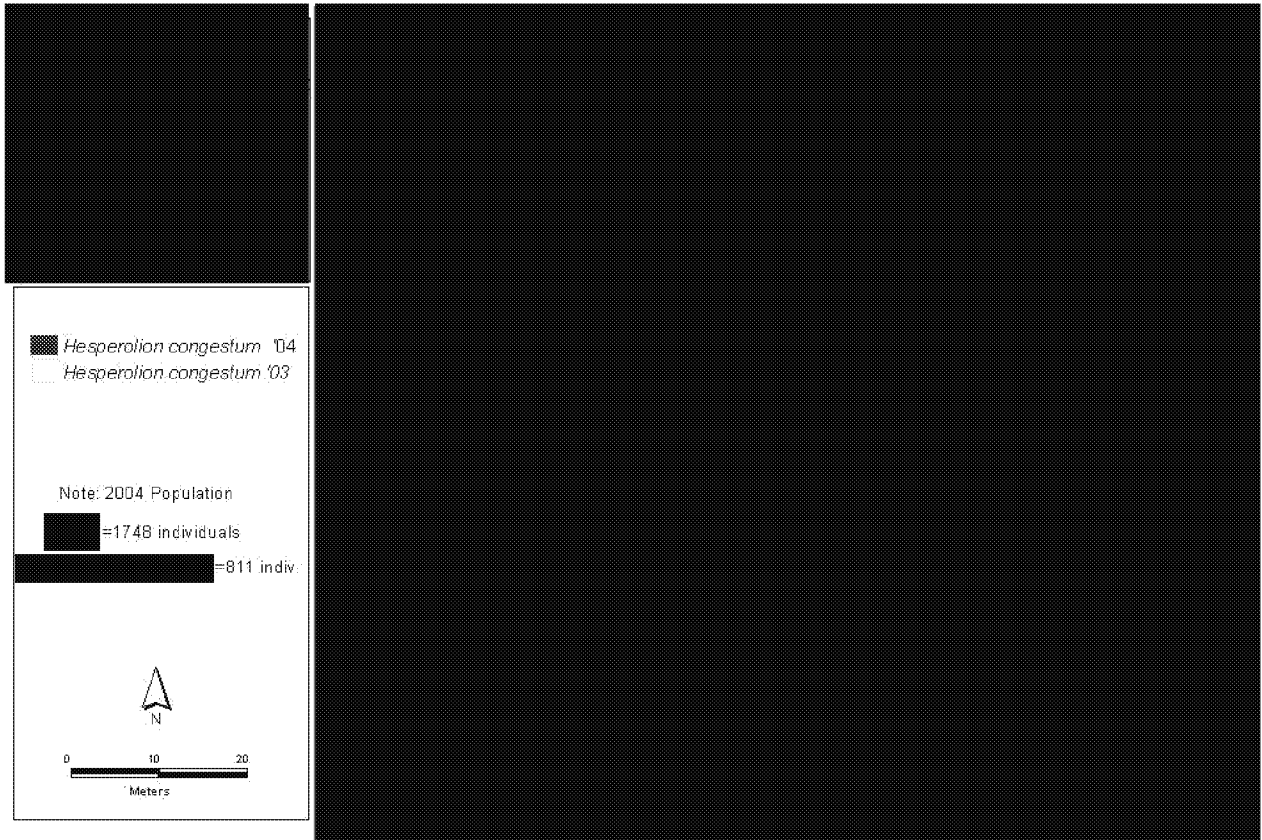 Hesperolion congestum '04
Hesperolion congestum '03
Note: 2004 Population
=1748 individuals
=811 indiv.
N
0 10 20
Meters